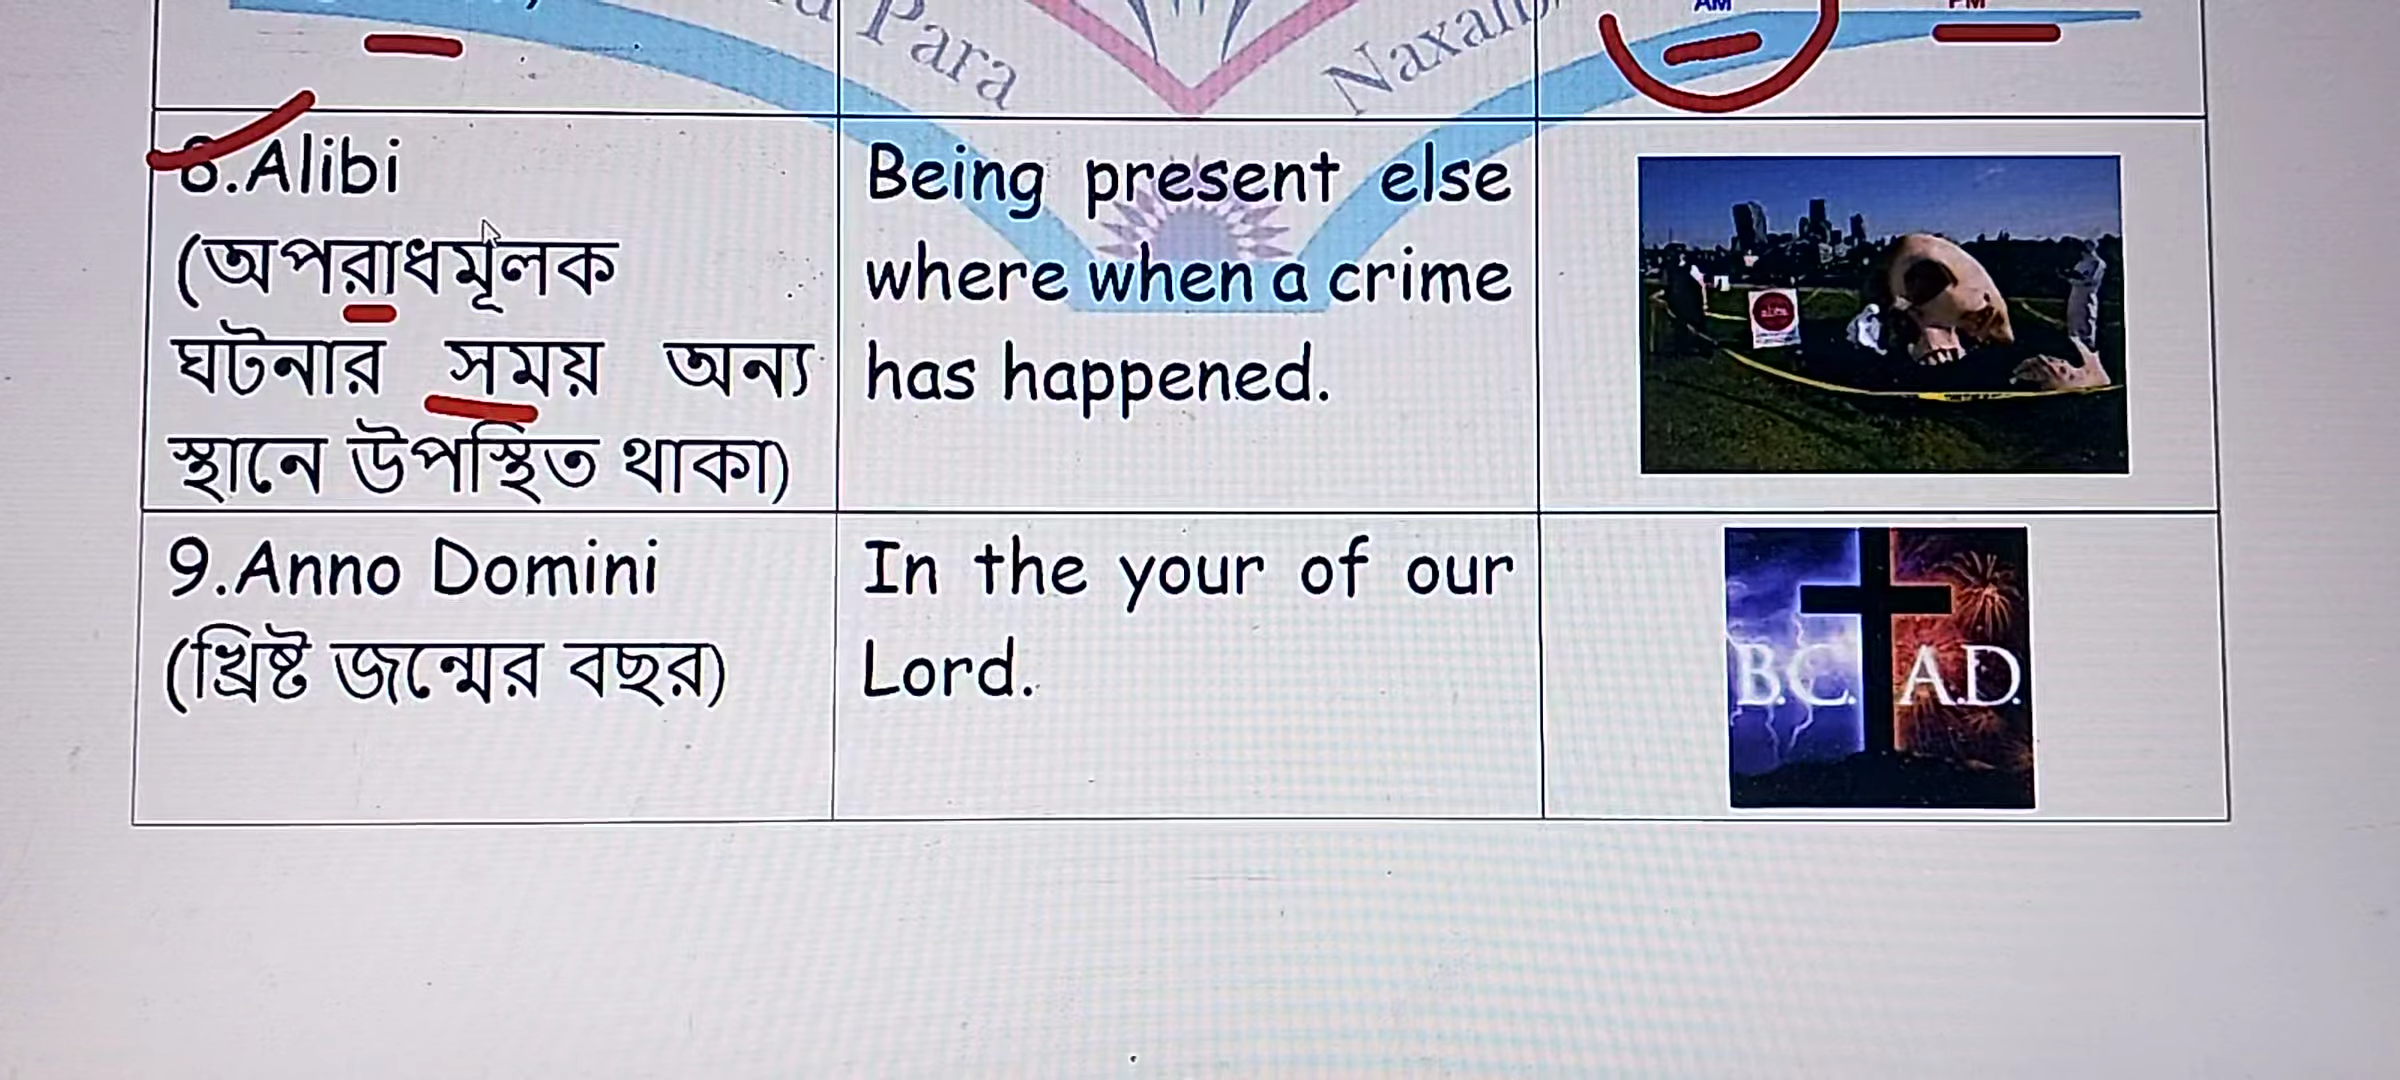 Para
AM
PM
8.Alibi
(অপরাধমূলক
ঘটনার সময় অন্য
স্থানে উপস্থিত থাকা)
Being present else
where when a crime
has happened.
9.Anno Domini
(খ্রিষ্ট জন্মের বছর)
In the your of our
Lord.
B.C. A.D.